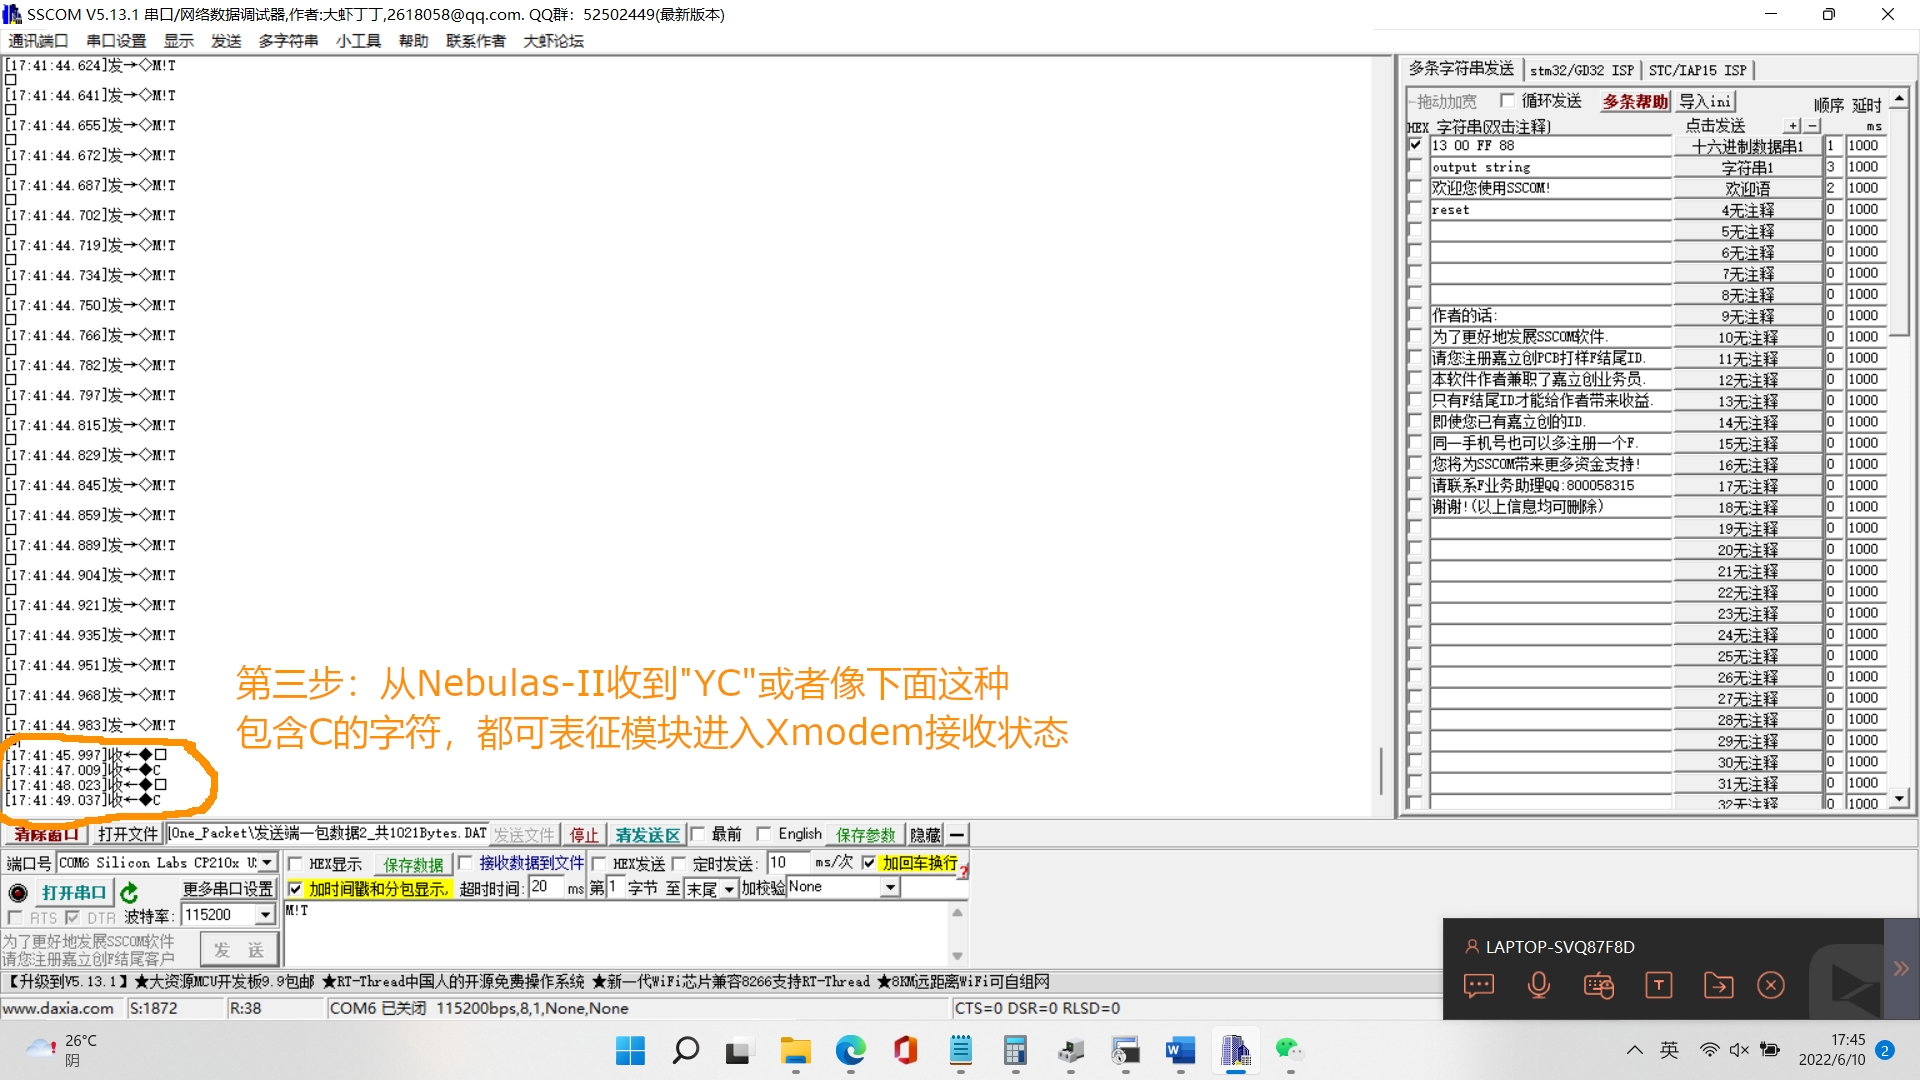 SSCOM V5.13.1 串口/网络数据调试器,作者:大虾丁丁,2618058@qq.com. QQ群：52502449(最新版本)
通讯端口 串口设置 显示 发送 多字符串 小工具 帮助 联系作者 大虾论坛
[17:41:44.624]发→◇M!T
□
[17:41:44.641]发→◇M!T
□
[17:41:44.655]发→◇M!T
□
[17:41:44.672]发→◇M!T
□
[17:41:44.687]发→◇M!T
□
[17:41:44.702]发→◇M!T
□
[17:41:44.719]发→◇M!T
□
[17:41:44.734]发→◇M!T
□
[17:41:44.750]发→◇M!T
□
[17:41:44.766]发→◇M!T
□
[17:41:44.782]发→◇M!T
□
[17:41:44.797]发→◇M!T
□
[17:41:44.815]发→◇M!T
□
[17:41:44.829]发→◇M!T
□
[17:41:44.845]发→◇M!T
□
[17:41:44.859]发→◇M!T
□
[17:41:44.889]发→◇M!T
□
[17:41:44.904]发→◇M!T
□
[17:41:44.921]发→◇M!T
□
[17:41:44.935]发→◇M!T
□
[17:41:44.951]发→◇M!T
□
[17:41:44.968]发→◇M!T
□
[17:41:44.983]发→◇M!T
[17:41:45.997]收←◆□
[17:41:47.009]收←◆C
[17:41:48.023]收←◆□
[17:41:49.037]收←◆C
第三步：从Nebulas-II收到"YC"或者像下面这种
包含C的字符，都可表征模块进入Xmodem接收状态
多条字符串发送 stm32/GD32 ISP STC/IAP15 ISP
←拖动加宽 循环发送 多条帮助 导入ini 顺序 延时
HEX 字符串(双击注释) 点击发送 + − ms
13 00 FF 88 十六进制数据串1 1 1000
output string 字符串1 3 1000
欢迎您使用SSCOM! 欢迎语 2 1000
reset 4无注释 0 1000
5无注释 0 1000
6无注释 0 1000
7无注释 0 1000
8无注释 0 1000
作者的话: 9无注释 0 1000
为了更好地发展SSCOM软件. 10无注释 0 1000
请您注册嘉立创PCB打样F结尾ID. 11无注释 0 1000
本软件作者兼职了嘉立创业务员. 12无注释 0 1000
只有F结尾ID才能给作者带来收益. 13无注释 0 1000
即使您已有嘉立创的ID. 14无注释 0 1000
同一手机号也可以多注册一个F. 15无注释 0 1000
您将为SSCOM带来更多资金支持! 16无注释 0 1000
请联系F业务助理QQ:800058315 17无注释 0 1000
谢谢!(以上信息均可删除) 18无注释 0 1000
19无注释 0 1000
20无注释 0 1000
21无注释 0 1000
22无注释 0 1000
23无注释 0 1000
24无注释 0 1000
25无注释 0 1000
26无注释 0 1000
27无注释 0 1000
28无注释 0 1000
29无注释 0 1000
30无注释 0 1000
31无注释 0 1000
32无注释 0 1000
清除窗口 打开文件 One_Packet\发送端一包数据2_共1021Bytes.DAT 发送文件 停止 清发送区 最前 English 保存参数 隐藏 −
端口号 COM6 Silicon Labs CP210x HEX显示 保存数据 接收数据到文件 HEX发送 定时发送: 10 ms/次 加回车换行 ?
打开串口 更多串口设置 加时间戳和分包显示, 超时时间: 20 ms 第 1 字节 至 末尾 加校验 None
RTS DTR 波特率: 115200 M!T
为了更好地发展SSCOM软件
请您注册嘉立创F结尾客户 发 送
【升级到V5.13.1】★大资源MCU开发板9.9包邮 ★RT-Thread中国人的开源免费操作系统 ★新一代WiFi芯片兼容8266支持RT-Thread ★8KM远距离WiFi可自组网
www.daxia.com S:1872 R:38 COM6 已关闭 115200bps,8,1,None,None CTS=0 DSR=0 RLSD=0
LAPTOP-SVQ87F8D
T
26°C
阴
英
17:45
2022/6/10 2